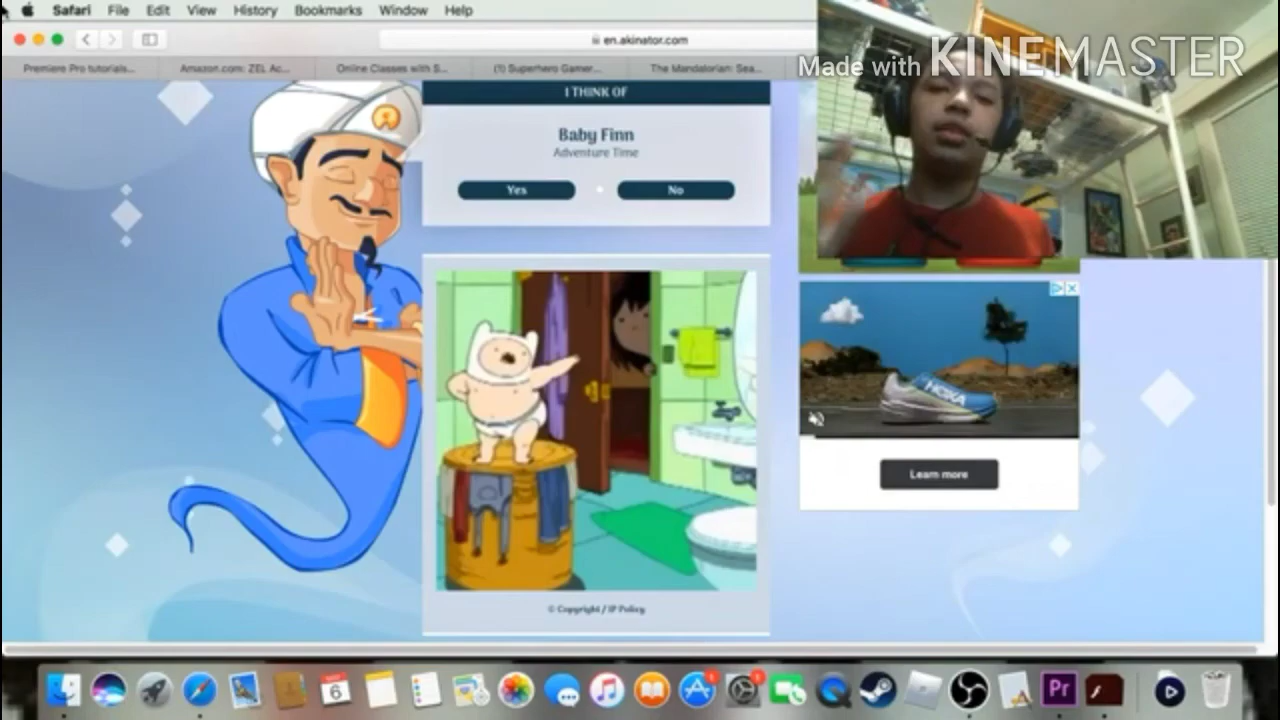 Safari File Edit View History Bookmarks Window Help
en.akinator.com
Premiere Pro tutorials... Amazon.com: ZEL Ac... Online Classes with S... (1) Superhero Gamer... The Mandalorian: Sea...
Made with KINEMASTER
I THINK OF
Baby Finn
Adventure Time
Yes No
HOKA
Learn more
© Copyright / IP Policy
6
Pr